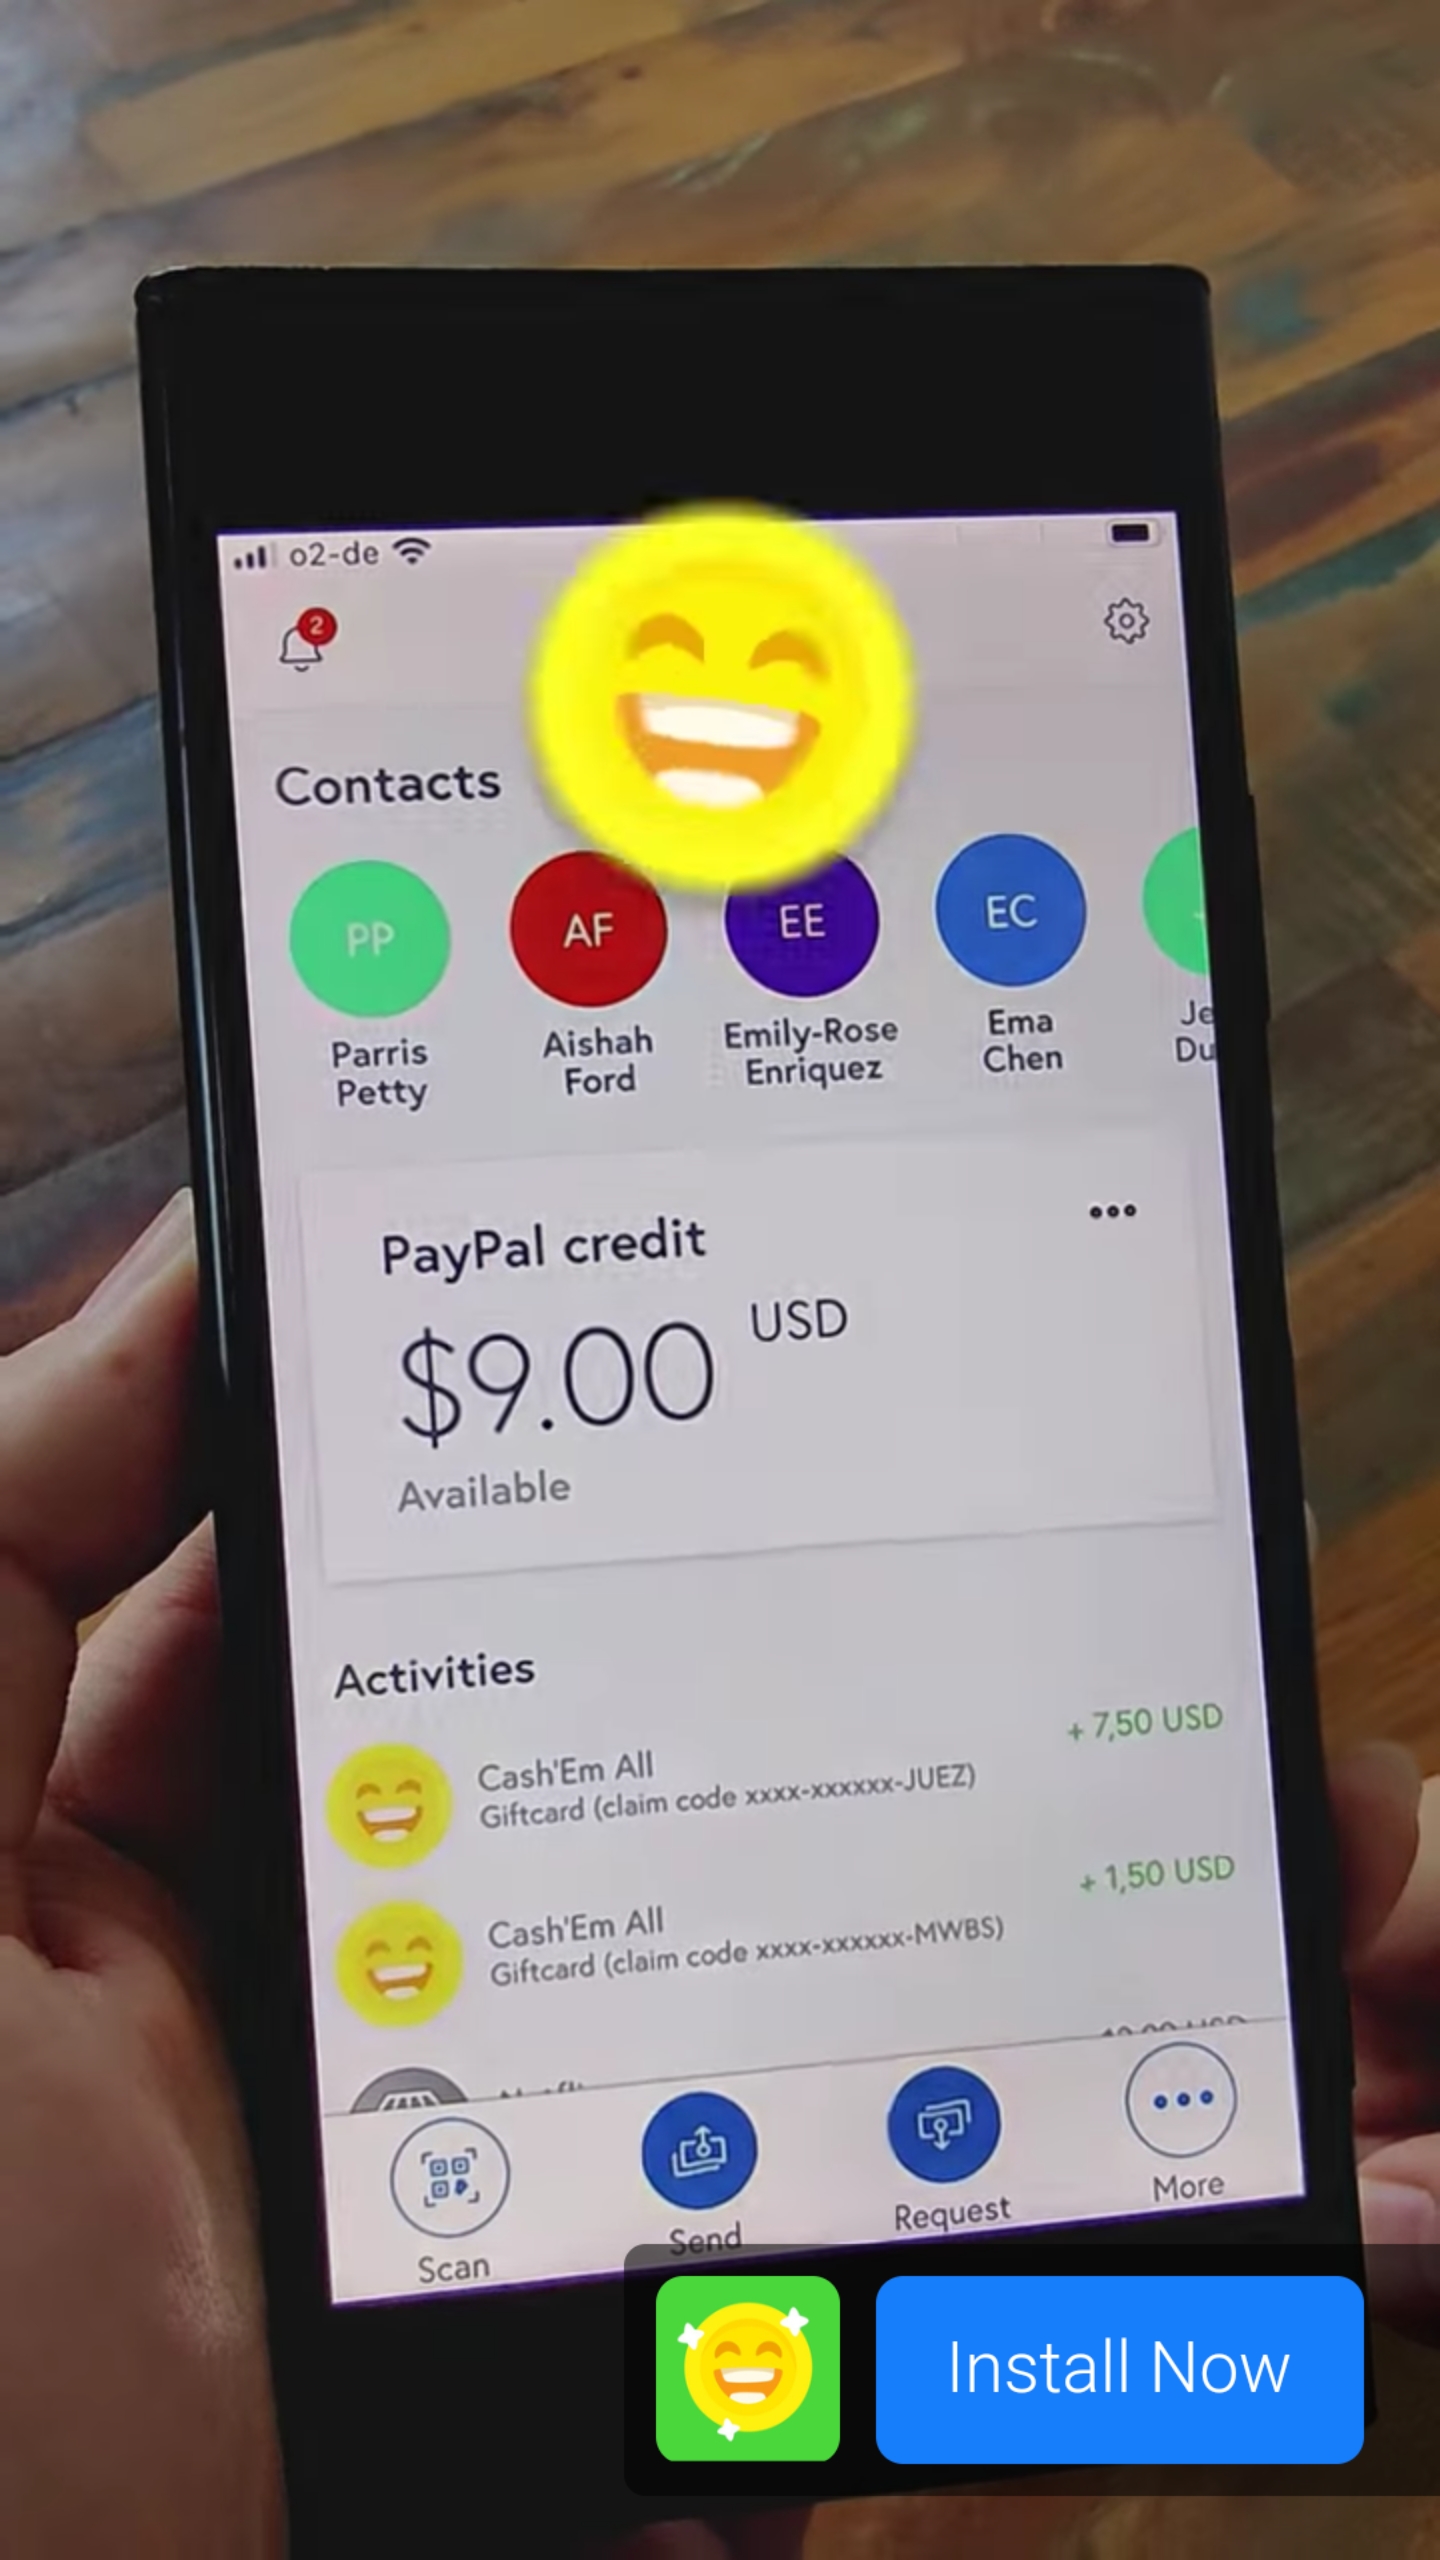 o2-de
2
Contacts
PP
AF
EE
EC
Parris
Petty
Aishah
Ford
Emily-Rose
Enriquez
Ema
Chen
Je
Du
PayPal credit
$9.00 USD
Available
Activities
Cash'Em All
+ 7,50 USD
Giftcard (claim code xxxx-xxxxxx-JUEZ)
Cash'Em All
+ 1,50 USD
Giftcard (claim code xxxx-xxxxxx-MWBS)
Scan
Send
Request
More
Install Now